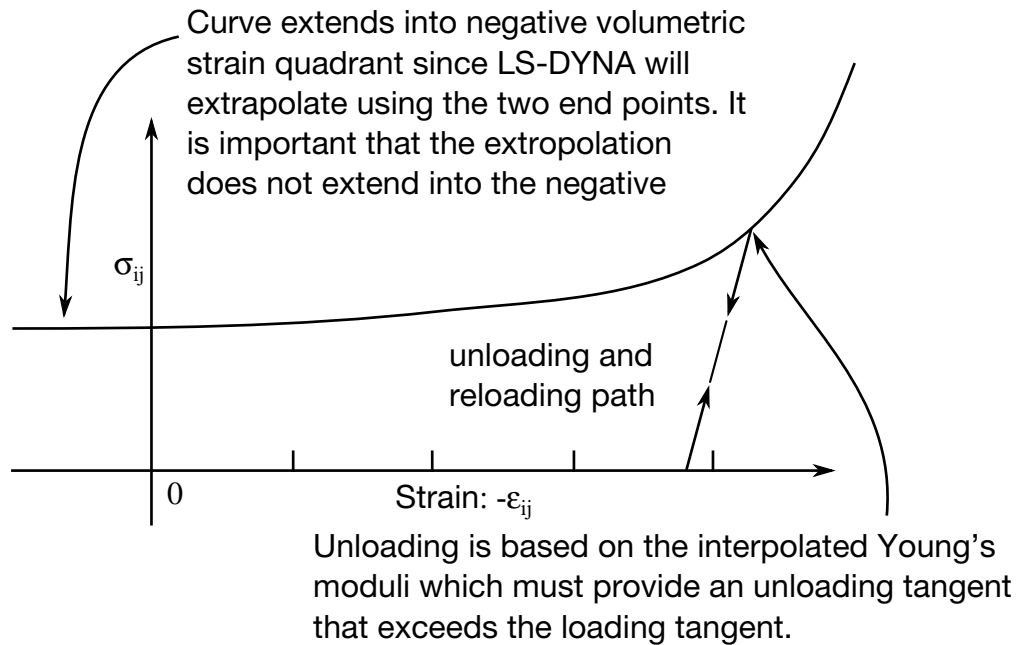 Curve extends into negative volumetric
strain quadrant since LS-DYNA will
extrapolate using the two end points. It
is important that the extropolation
does not extend into the negative
σij
unloading and
reloading path
0
Strain: -εij
Unloading is based on the interpolated Young's
moduli which must provide an unloading tangent
that exceeds the loading tangent.